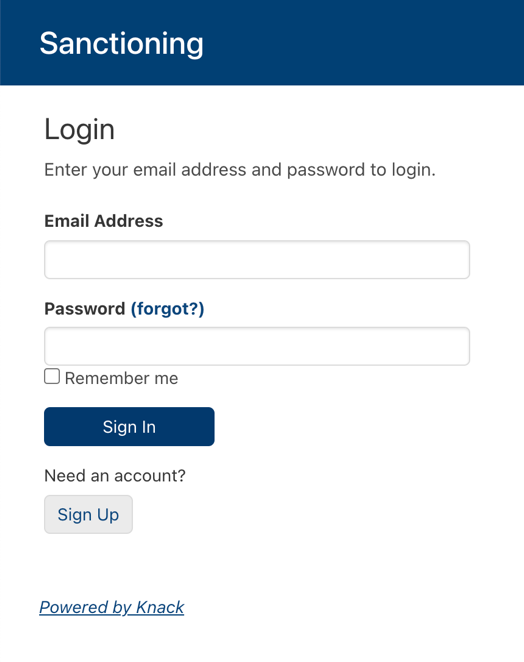 Sanctioning
Login
Enter your email address and password to login.
Email Address
Password (forgot?)
Remember me
Sign In
Need an account?
Sign Up
Powered by Knack